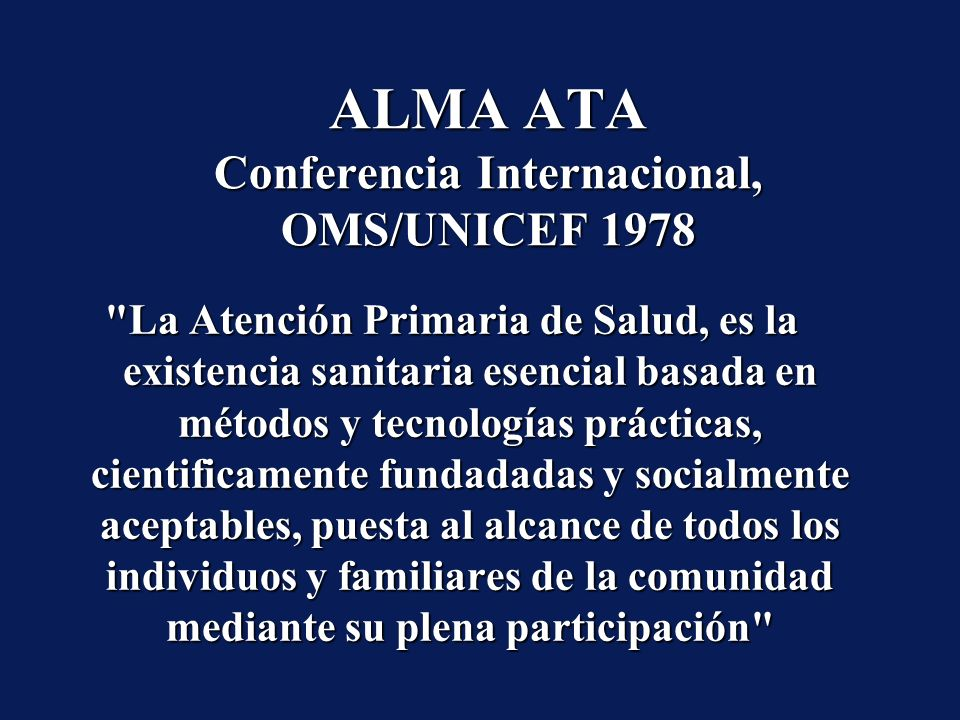 ALMA ATA
Conferencia Internacional,
OMS/UNICEF 1978
"La Atención Primaria de Salud, es la
existencia sanitaria esencial basada en
métodos y tecnologías prácticas,
cientificamente fundadadas y socialmente
aceptables, puesta al alcance de todos los
individuos y familiares de la comunidad
mediante su plena participación"